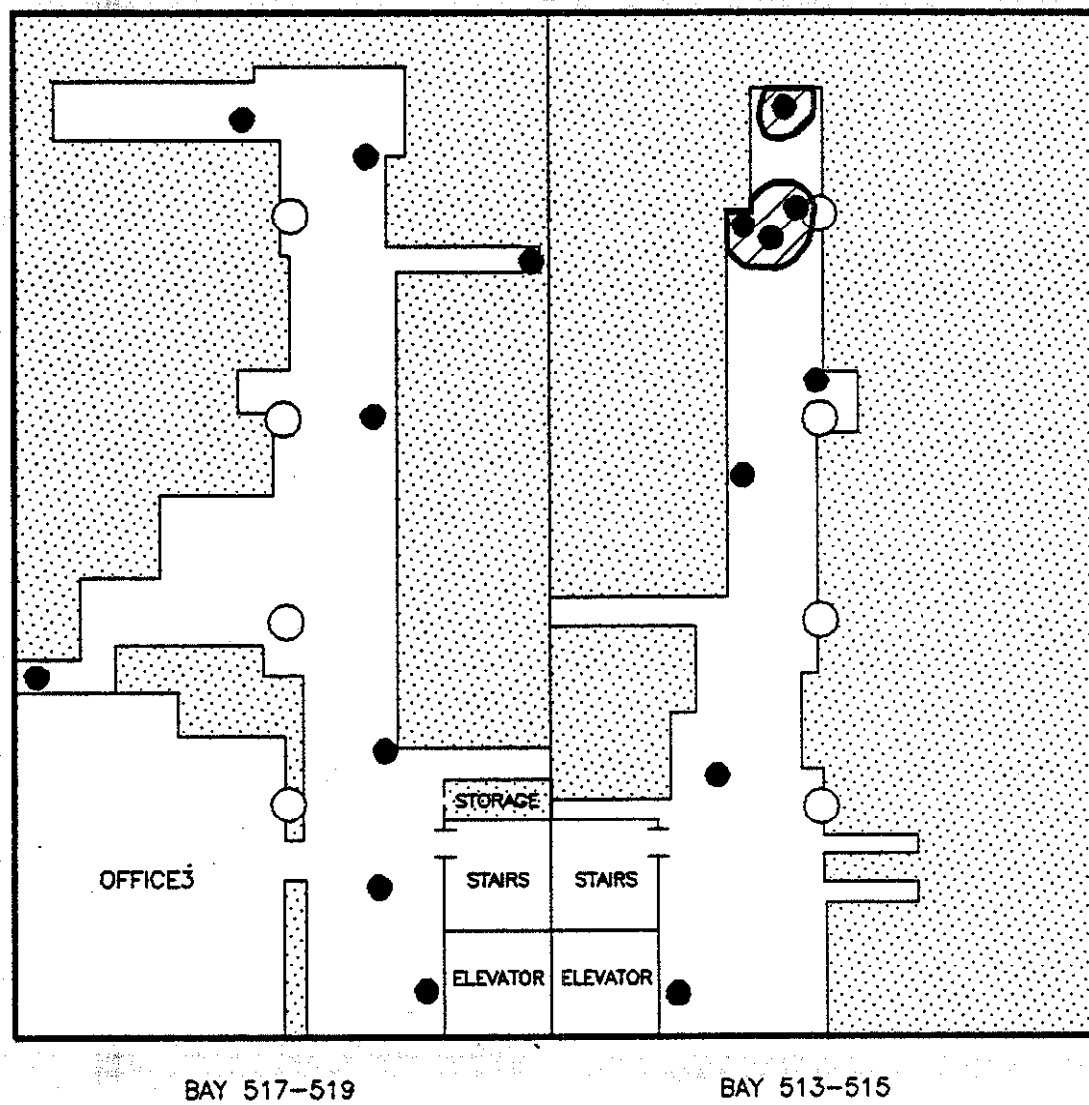 STORAGE
OFFICE3
STAIRS STAIRS
ELEVATOR ELEVATOR
BAY 517-519 BAY 513-515